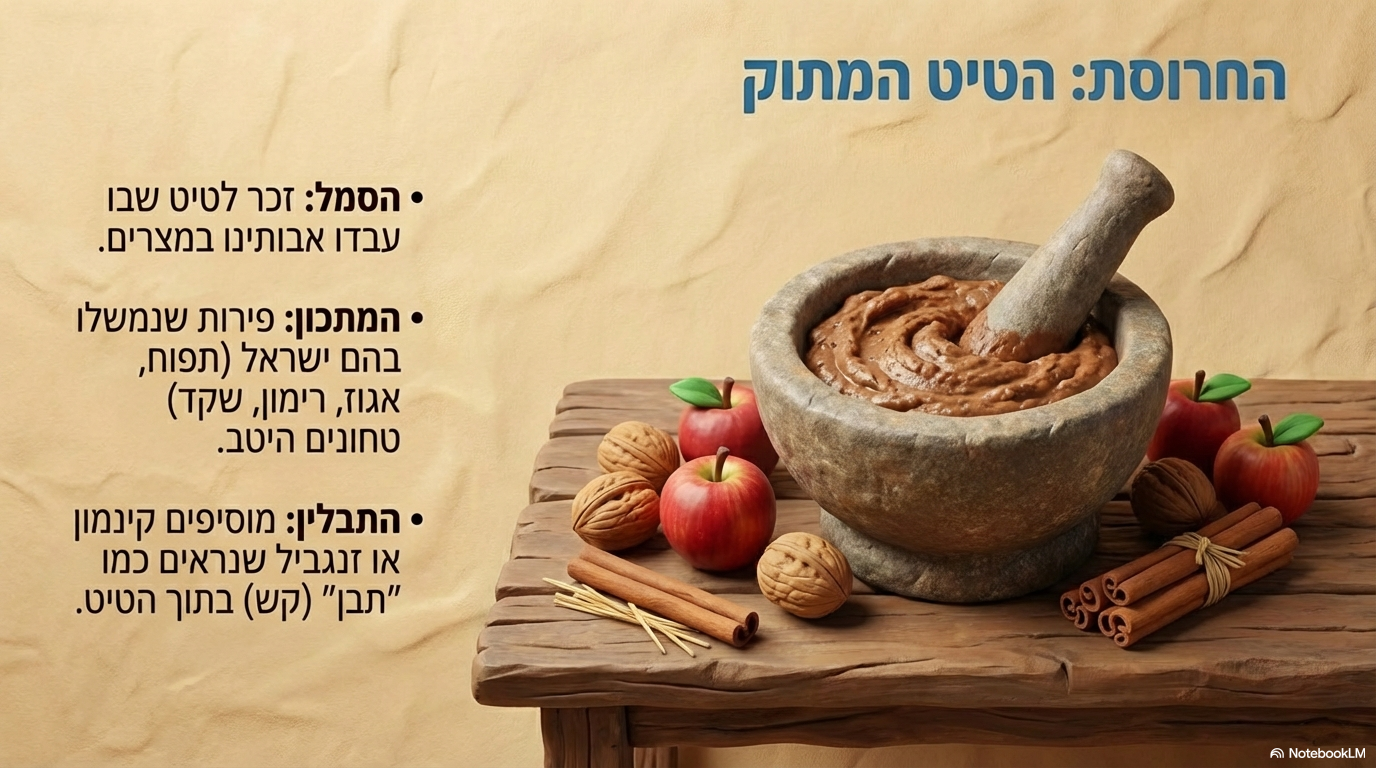 החרוסת: הטיט המתוק
• הסמל: זכר לטיט שבו
עבדו אבותינו במצרים.
• המתכון: פירות שנמשלו
בהם ישראל (תפוח,
אגוז, רימון, שקד)
טחונים היטב.
• התבלין: מוסיפים קינמון
או זנגביל שנראים כמו
"תבן" (קש) בתוך הטיט.
NotebookLM